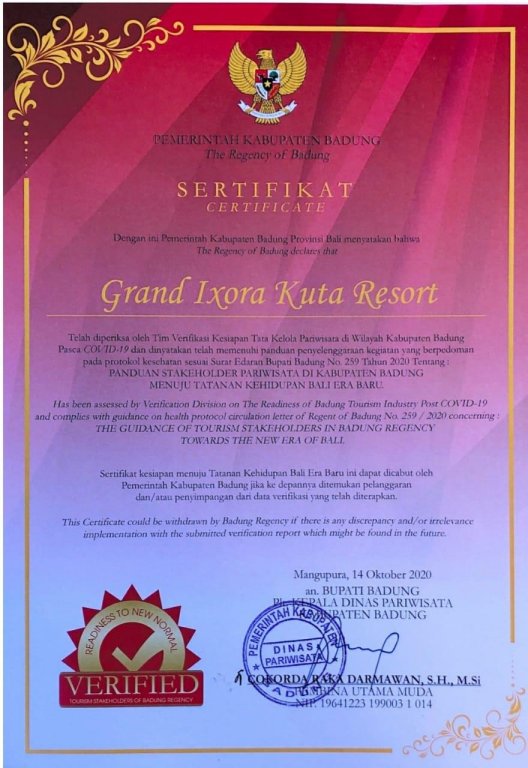 PEMERINTAH KABUPATEN BADUNG
The Regency of Badung
SERTIFIKAT
CERTIFICATE
Dengan ini Pemerintah Kabupaten Badung Provinsi Bali menyatakan bahwa
The Regency of Badung declares that
Grand Ixora Kuta Resort
Telah diperiksa oleh Tim Verifikasi Kesiapan Tata Kelola Pariwisata di Wilayah Kabupaten Badung
Pasca COVID-19 dan dinyatakan telah memenuhi panduan penyelenggaraan kegiatan yang berpedoman
pada protokol kesehatan sesuai Surat Edaran Bupati Badung No. 259 Tahun 2020 Tentang :
PANDUAN STAKEHOLDER PARIWISATA DI KABUPATEN BADUNG
MENUJU TATANAN KEHIDUPAN BALI ERA BARU.
Has been assessed by Verification Division on The Readiness of Badung Tourism Industry Post COVID-19
and complies with guidance on health protocol circulation letter of Regent of Badung No. 259 / 2020 concerning :
THE GUIDANCE OF TOURISM STAKEHOLDERS IN BADUNG REGENCY
TOWARDS THE NEW ERA OF BALI.
Sertifikat kesiapan menuju Tatanan Kehidupan Bali Era Baru ini dapat dicabut oleh
Pemerintah Kabupaten Badung jika ke depannya ditemukan pelanggaran
dan/atau penyimpangan dari data verifikasi yang telah diterapkan.
This Certificate could be withdrawn by Badung Regency if there is any discrepancy and/or irrelevance
implementation with the submitted verification report which might be found in the future.
Mangupura, 14 Oktober 2020
an. BUPATI BADUNG
Plt. KEPALA DINAS PARIWISATA
KABUPATEN BADUNG
PEMERINTAH KABUPATEN
DINAS
PARIWISATA
BADUNG
COKORDA RAKA DARMAWAN, S.H., M.Si
PEMBINA UTAMA MUDA
NIP. 19641223 199003 1 014
READINESS TO NEW NORMAL
VERIFIED
TOURISM STAKEHOLDERS OF BADUNG REGENCY